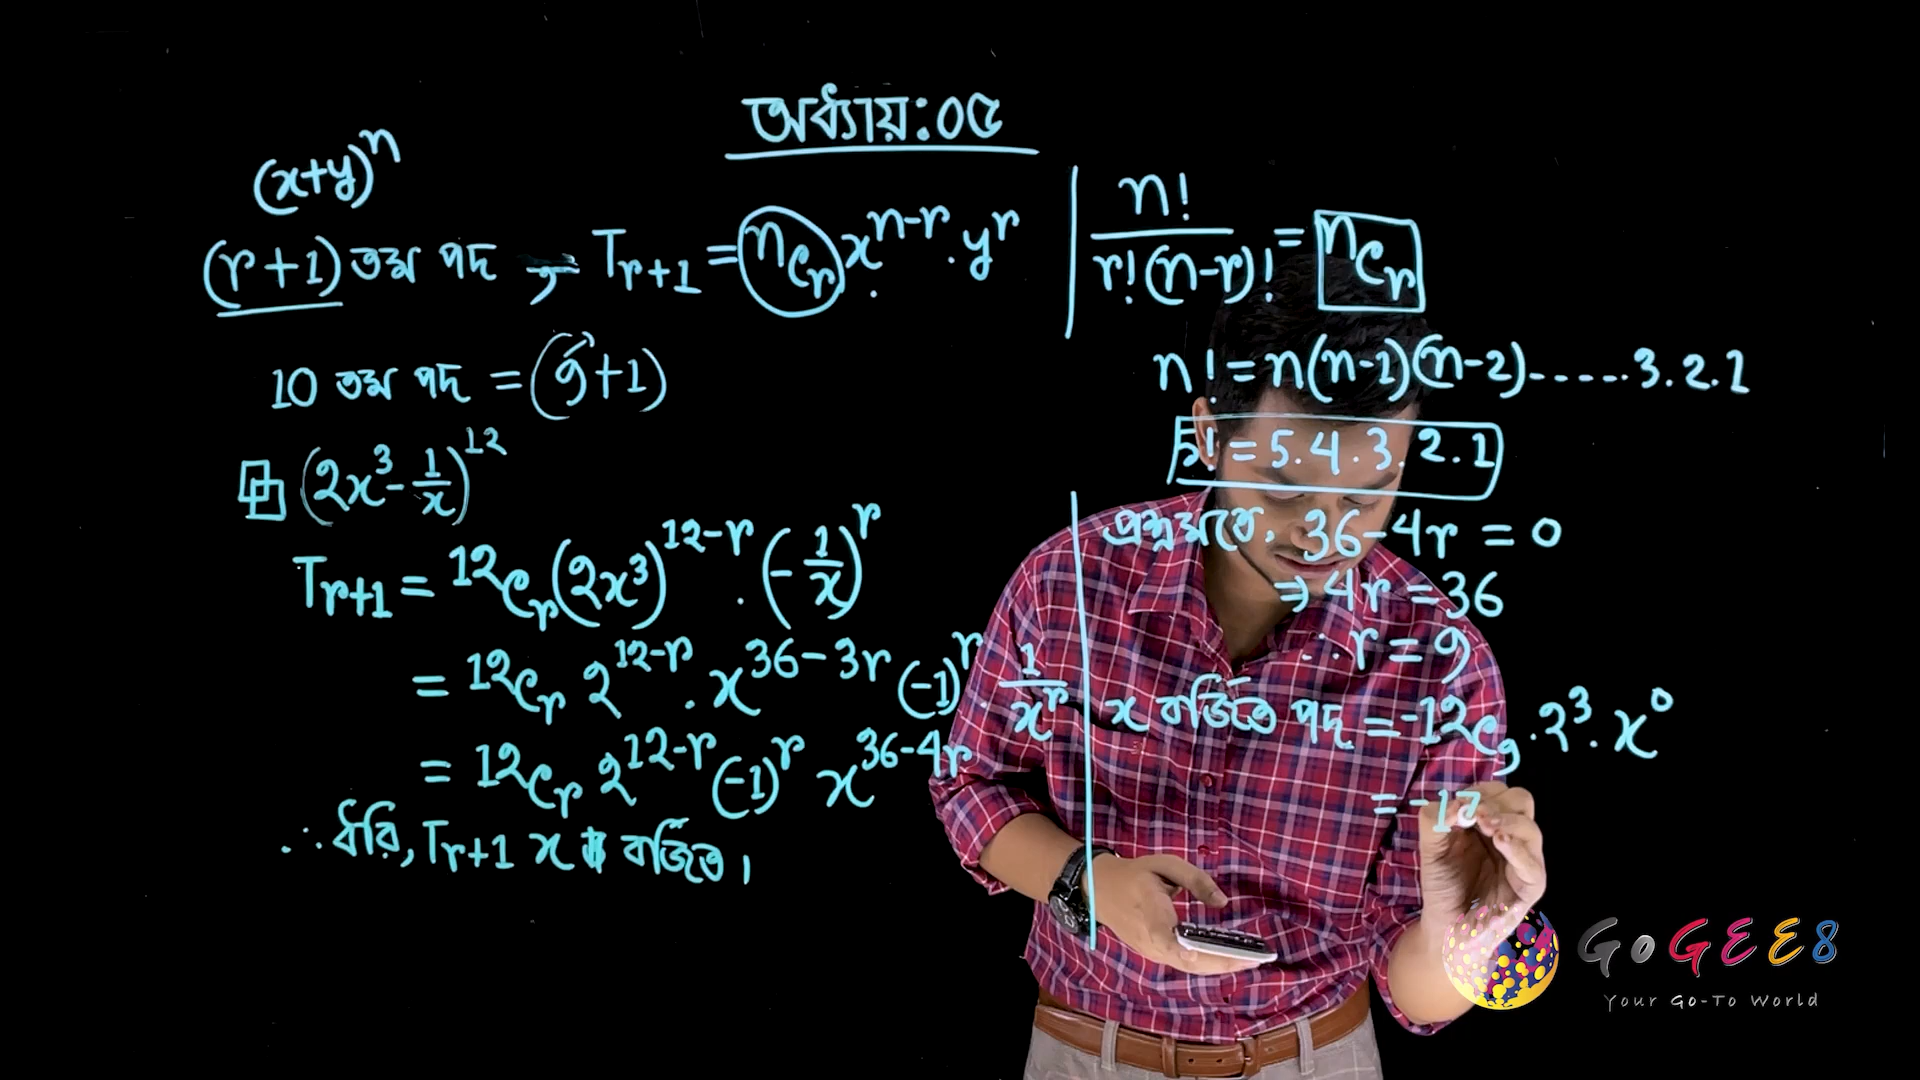 অধ্যায়:০৫
(x+y)^n
(r+1) তম পদ, T_{r+1} = nC_r x^{n-r} . y^r
10 তম পদ = (9+1)
(2x^3 - 1/x)^{12}
T_{r+1} = 12C_r (2x^3)^{12-r} . (-1/x)^r
= 12C_r 2^{12-r} . x^{36-3r} (-1)^r . 1/x^r
= 12C_r 2^{12-r} (-1)^r x^{36-4r}
∴ ধরি, T_{r+1} x বর্জিত।
n!/r!(n-r)! = nC_r
n! = n(n-1)(n-2)-----.3.2.1
5! = 5.4.3.2.1
প্রশ্নমতে, 36-4r = 0
⇒ 4r = 36
∴ r = 9
x বর্জিত পদ = -12C_9 . 2^3 . x^0
= -17
GoGEE8
Your Go-To World